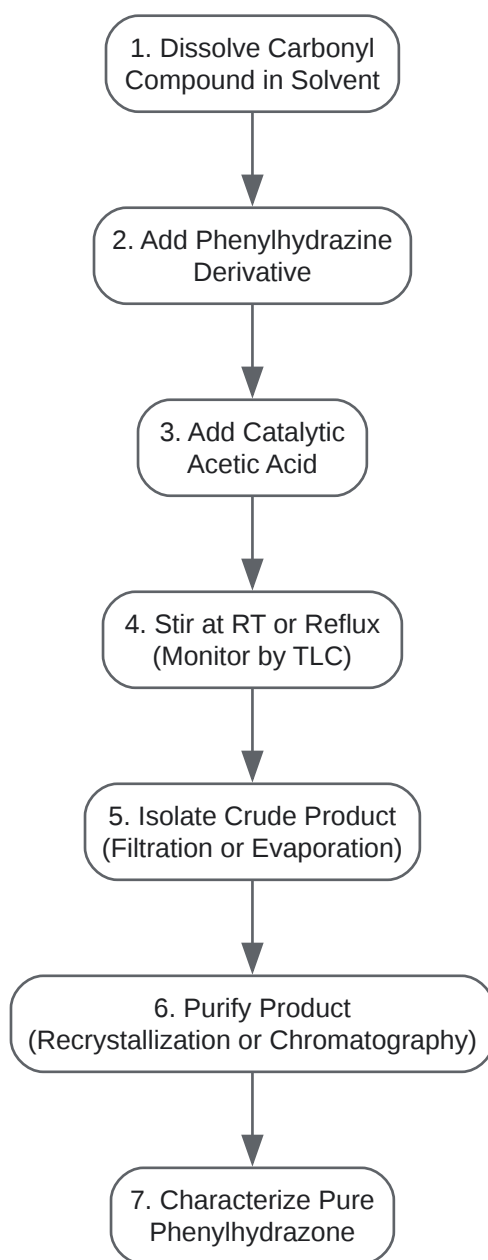 1. Dissolve Carbonyl
Compound in Solvent
2. Add Phenylhydrazine
Derivative
3. Add Catalytic
Acetic Acid
4. Stir at RT or Reflux
(Monitor by TLC)
5. Isolate Crude Product
(Filtration or Evaporation)
6. Purify Product
(Recrystallization or Chromatography)
7. Characterize Pure
Phenylhydrazone